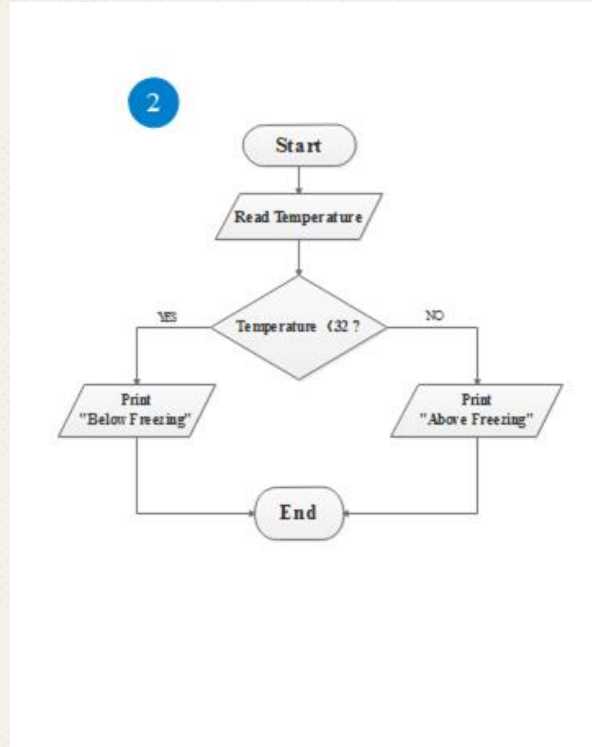 2
Start
Read Temperature
Temperature <32 ?
YES
NO
Print
"Below Freezing"
Print
"Above Freezing"
End